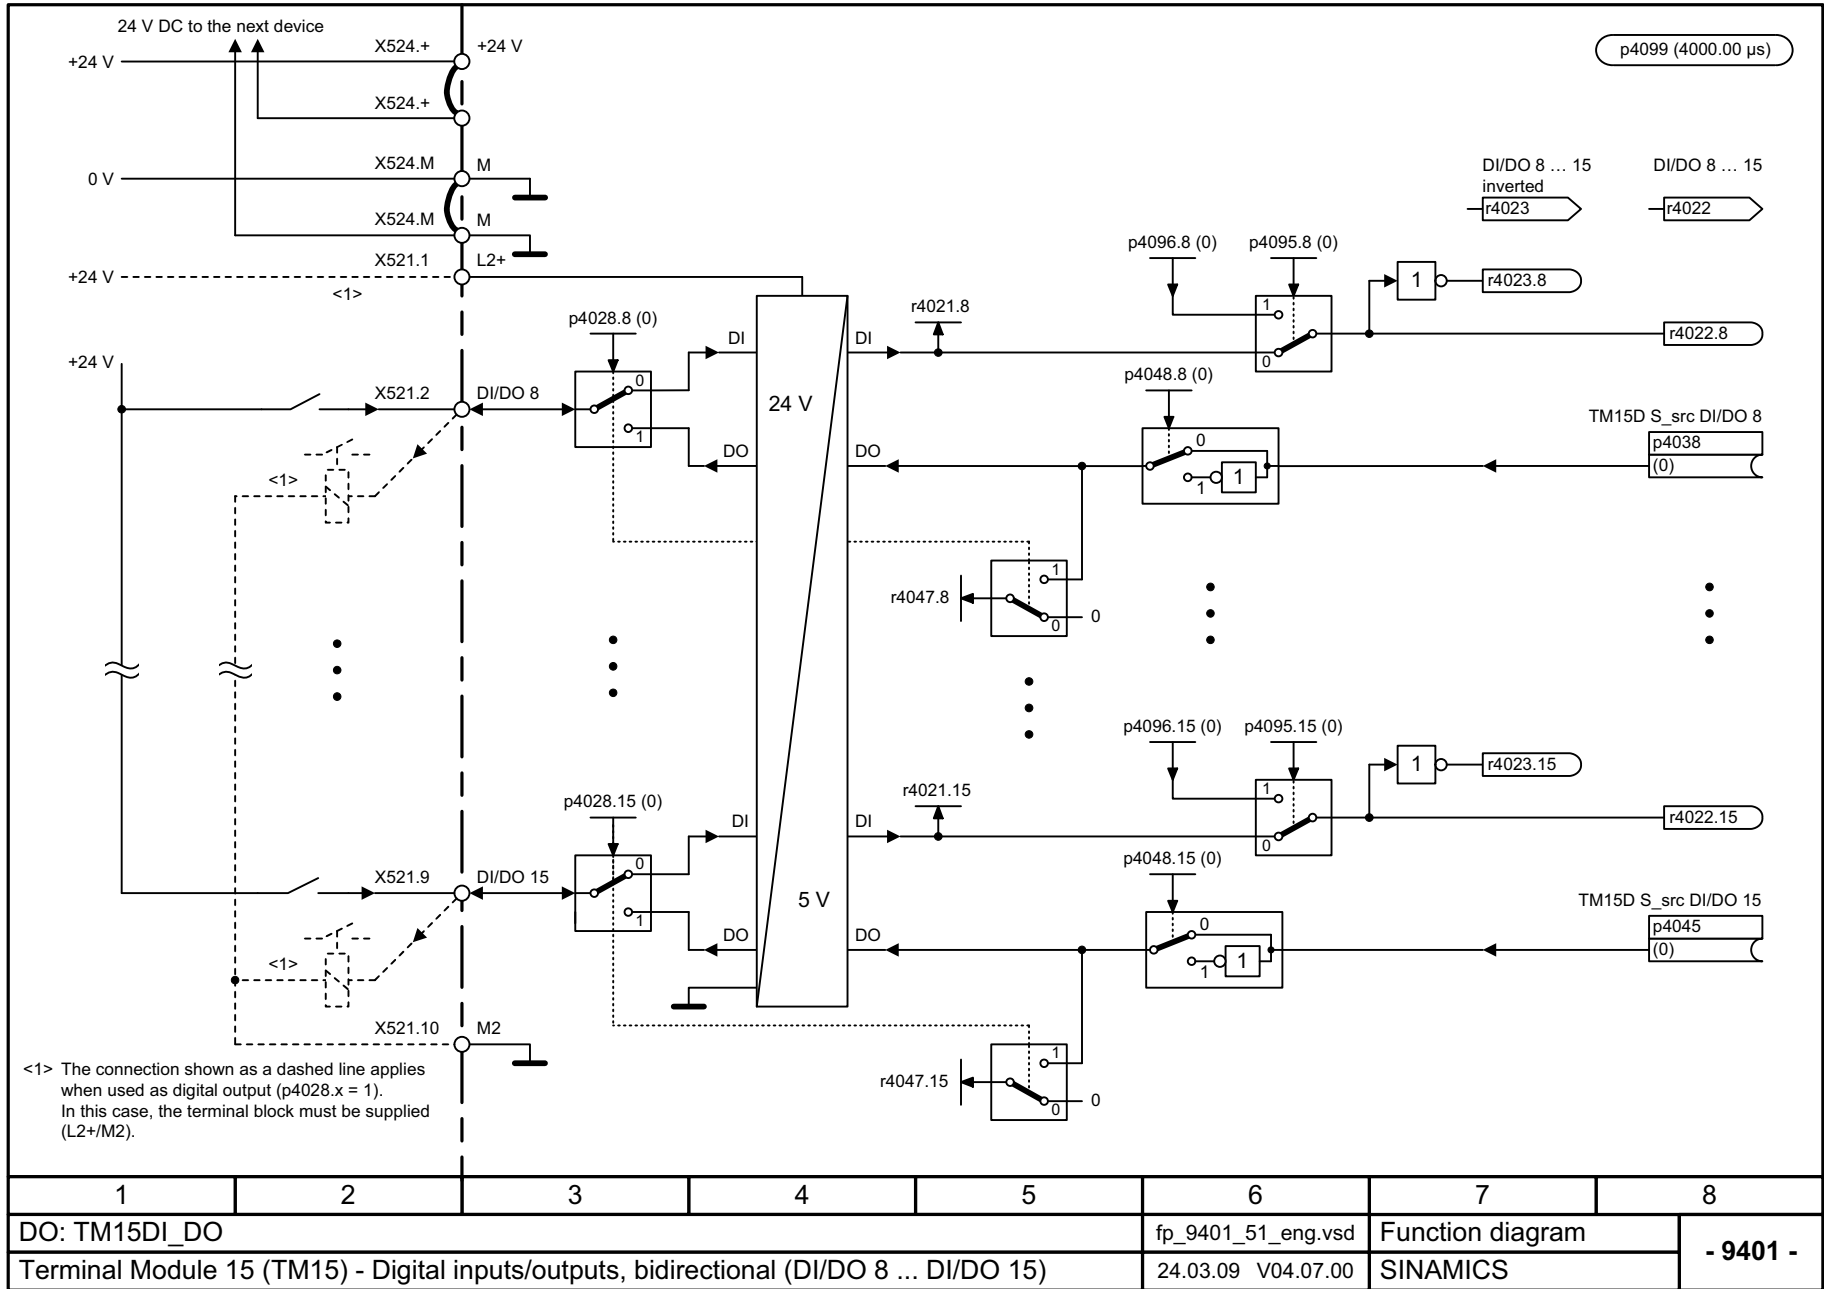 24 V DC to the next device
X524.+
+24 V
+24 V
p4099 (4000.00 µs)
X524.+
X524.M
M
0 V
DI/DO 8 … 15
inverted
r4023
DI/DO 8 … 15
r4022
X524.M
M
X521.1
L2+
+24 V
<1>
p4096.8 (0)
p4095.8 (0)
r4021.8
1
0
1
r4023.8
r4022.8
p4028.8 (0)
DI
DI
+24 V
X521.2
DI/DO 8
0
1
24 V
p4048.8 (0)
TM15D S_src DI/DO 8
p4038
(0)
DO
DO
0
1
1
<1>
1
0
0
r4047.8
p4096.15 (0)
p4095.15 (0)
r4021.15
1
0
1
r4023.15
r4022.15
p4028.15 (0)
DI
DI
X521.9
DI/DO 15
0
1
5 V
p4048.15 (0)
TM15D S_src DI/DO 15
p4045
(0)
DO
DO
0
1
1
<1>
X521.10
M2
1
0
0
r4047.15
<1> The connection shown as a dashed line applies
when used as digital output (p4028.x = 1).
In this case, the terminal block must be supplied
(L2+/M2).
1 2 3 4 5 6 7 8
DO: TM15DI_DO
fp_9401_51_eng.vsd
Function diagram
- 9401 -
Terminal Module 15 (TM15) - Digital inputs/outputs, bidirectional (DI/DO 8 ... DI/DO 15)
24.03.09 V04.07.00
SINAMICS